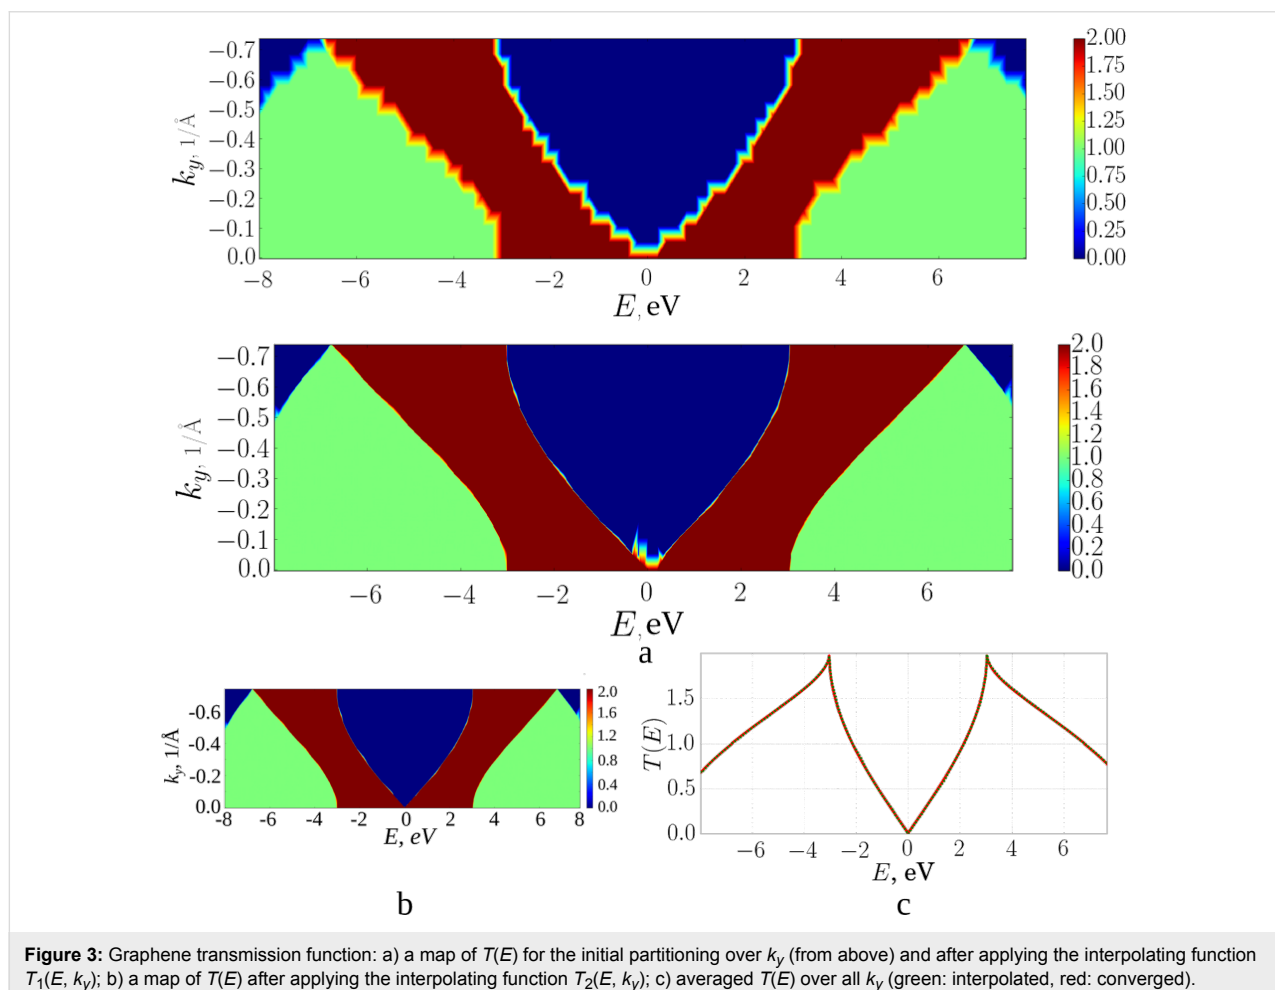 −0.7
−0.6
−0.5
−0.4
−0.3
−0.2
−0.1
0.0
k_y, 1/Å
−8 −6 −4 −2 0 2 4 6
E, eV
2.00
1.75
1.50
1.25
1.00
0.75
0.50
0.25
0.00
−0.7
−0.6
−0.5
−0.4
−0.3
−0.2
−0.1
0.0
k_y, 1/Å
−6 −4 −2 0 2 4 6
E, eV
2.0
1.8
1.6
1.4
1.2
1.0
0.8
0.6
0.4
0.2
0.0
a
-0.6
-0.4
-0.2
0.0
k_y, 1/Å
-8 -6 -4 -2 0 2 4 6 8
E, eV
2.0
1.6
1.2
0.8
0.4
0.0
b
1.5
1.0
0.5
0.0
T(E)
−6 −4 −2 0 2 4 6
E, eV
c
Figure 3: Graphene transmission function: a) a map of T(E) for the initial partitioning over k_y (from above) and after applying the interpolating function
T_1(E, k_y); b) a map of T(E) after applying the interpolating function T_2(E, k_y); c) averaged T(E) over all k_y (green: interpolated, red: converged).